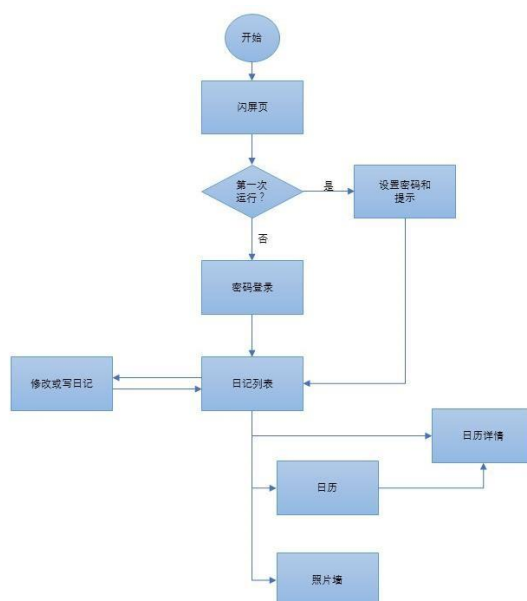 开始
闪屏页
第一次
运行？
是
设置密码和
提示
否
密码登录
修改或写日记
日记列表
日历详情
日历
照片墙